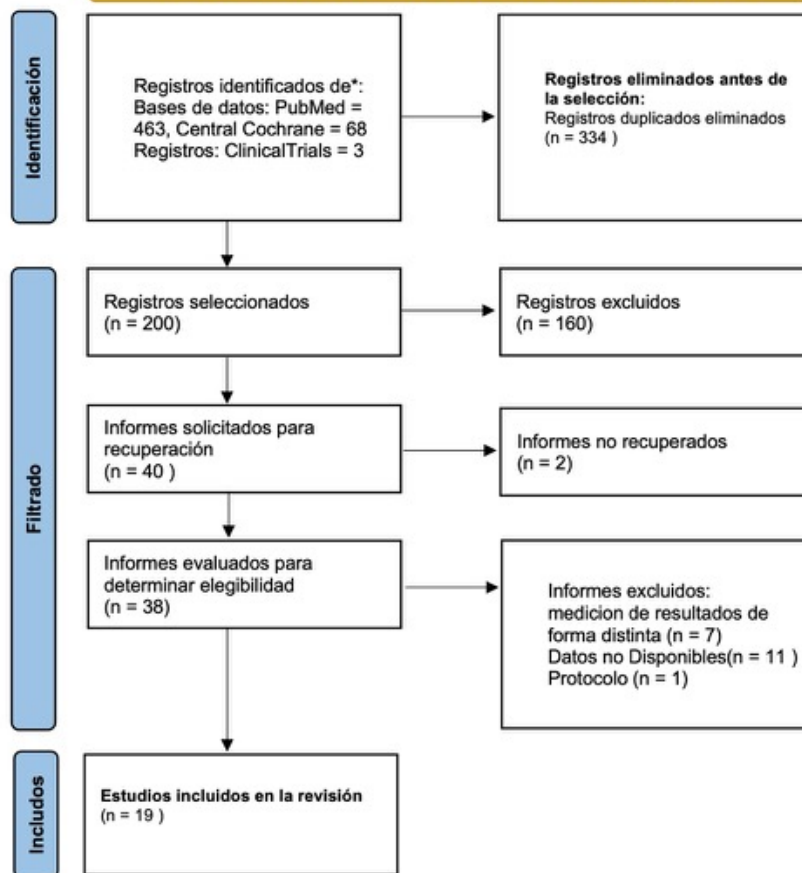 Identificación
Registros identificados de*:
Bases de datos: PubMed =
463, Central Cochrane = 68
Registros: ClinicalTrials = 3
Registros eliminados antes de
la selección:
Registros duplicados eliminados
(n = 334 )
Filtrado
Registros seleccionados
(n = 200)
Registros excluidos
(n = 160)
Informes solicitados para
recuperación
(n = 40 )
Informes no recuperados
(n = 2)
Informes evaluados para
determinar elegibilidad
(n = 38)
Informes excluidos:
medicion de resultados de
forma distinta (n = 7)
Datos no Disponibles(n = 11 )
Protocolo (n = 1)
Includos
Estudios incluidos en la revisión
(n = 19 )